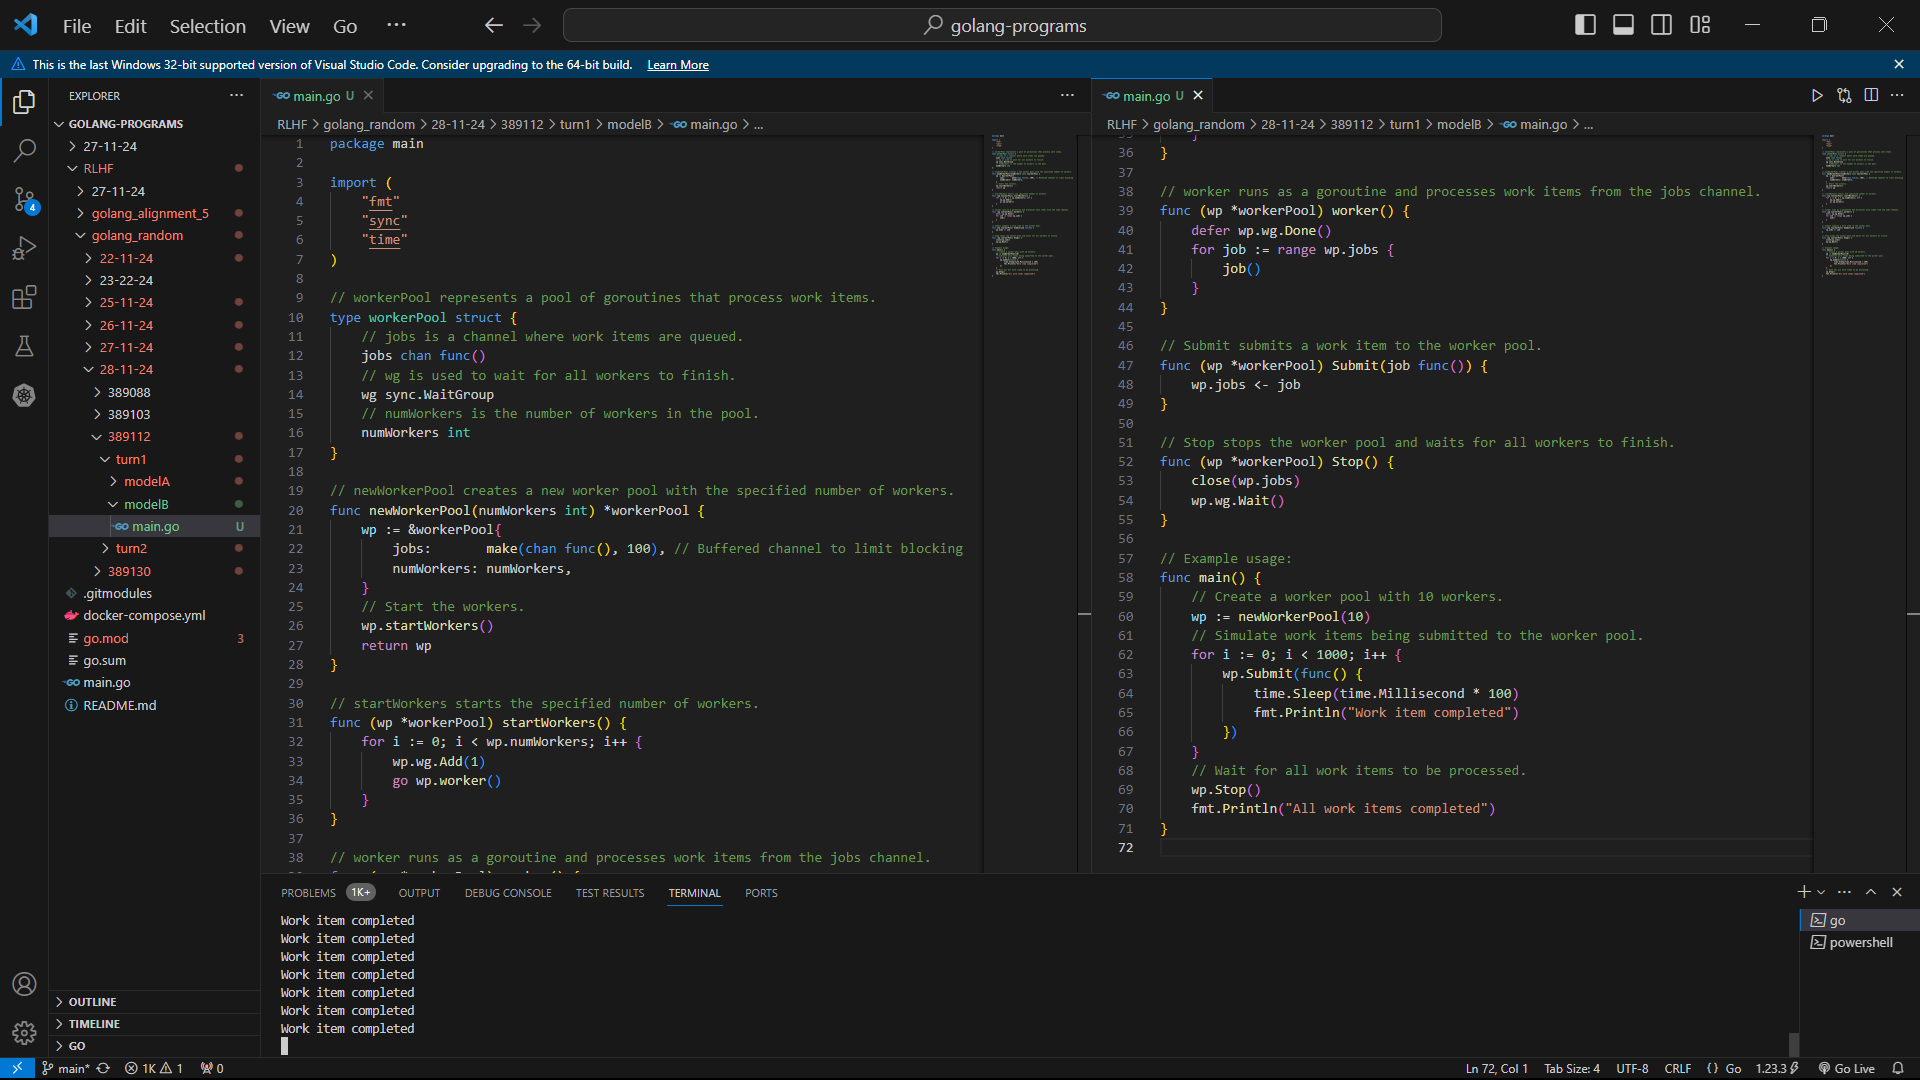 File Edit Selection View Go ··· golang-programs
This is the last Windows 32-bit supported version of Visual Studio Code. Consider upgrading to the 64-bit build. Learn More
EXPLORER
GOLANG-PROGRAMS
27-11-24
RLHF
27-11-24
golang_alignment_5
golang_random
22-11-24
23-22-24
25-11-24
26-11-24
27-11-24
28-11-24
389088
389103
389112
turn1
modelA
modelB
main.go U
turn2
389130
.gitmodules
docker-compose.yml
go.mod 3
go.sum
main.go
README.md
OUTLINE
TIMELINE
GO
4
main.go U
RLHF > golang_random > 28-11-24 > 389112 > turn1 > modelB > main.go > ...
1 package main
2
3 import (
4 "fmt"
5 "sync"
6 "time"
7 )
8
9 // workerPool represents a pool of goroutines that process work items.
10 type workerPool struct {
11 // jobs is a channel where work items are queued.
12 jobs chan func()
13 // wg is used to wait for all workers to finish.
14 wg sync.WaitGroup
15 // numWorkers is the number of workers in the pool.
16 numWorkers int
17 }
18
19 // newWorkerPool creates a new worker pool with the specified number of workers.
20 func newWorkerPool(numWorkers int) *workerPool {
21 wp := &workerPool{
22 jobs: make(chan func(), 100), // Buffered channel to limit blocking
23 numWorkers: numWorkers,
24 }
25 // Start the workers.
26 wp.startWorkers()
27 return wp
28 }
29
30 // startWorkers starts the specified number of workers.
31 func (wp *workerPool) startWorkers() {
32 for i := 0; i < wp.numWorkers; i++ {
33 wp.wg.Add(1)
34 go wp.worker()
35 }
36 }
37
38 // worker runs as a goroutine and processes work items from the jobs channel.
main.go U
RLHF > golang_random > 28-11-24 > 389112 > turn1 > modelB > main.go > ...
36 }
37
38 // worker runs as a goroutine and processes work items from the jobs channel.
39 func (wp *workerPool) worker() {
40 defer wp.wg.Done()
41 for job := range wp.jobs {
42 job()
43 }
44 }
45
46 // Submit submits a work item to the worker pool.
47 func (wp *workerPool) Submit(job func()) {
48 wp.jobs <- job
49 }
50
51 // Stop stops the worker pool and waits for all workers to finish.
52 func (wp *workerPool) Stop() {
53 close(wp.jobs)
54 wp.wg.Wait()
55 }
56
57 // Example usage:
58 func main() {
59 // Create a worker pool with 10 workers.
60 wp := newWorkerPool(10)
61 // Simulate work items being submitted to the worker pool.
62 for i := 0; i < 1000; i++ {
63 wp.Submit(func() {
64 time.Sleep(time.Millisecond * 100)
65 fmt.Println("Work item completed")
66 })
67 }
68 // Wait for all work items to be processed.
69 wp.Stop()
70 fmt.Println("All work items completed")
71 }
72
PROBLEMS 1K+ OUTPUT DEBUG CONSOLE TEST RESULTS TERMINAL PORTS
Work item completed
Work item completed
Work item completed
Work item completed
Work item completed
Work item completed
Work item completed
go
powershell
main* 1K 1 0 Ln 72, Col 1 Tab Size: 4 UTF-8 CRLF {} Go 1.23.3 Go Live